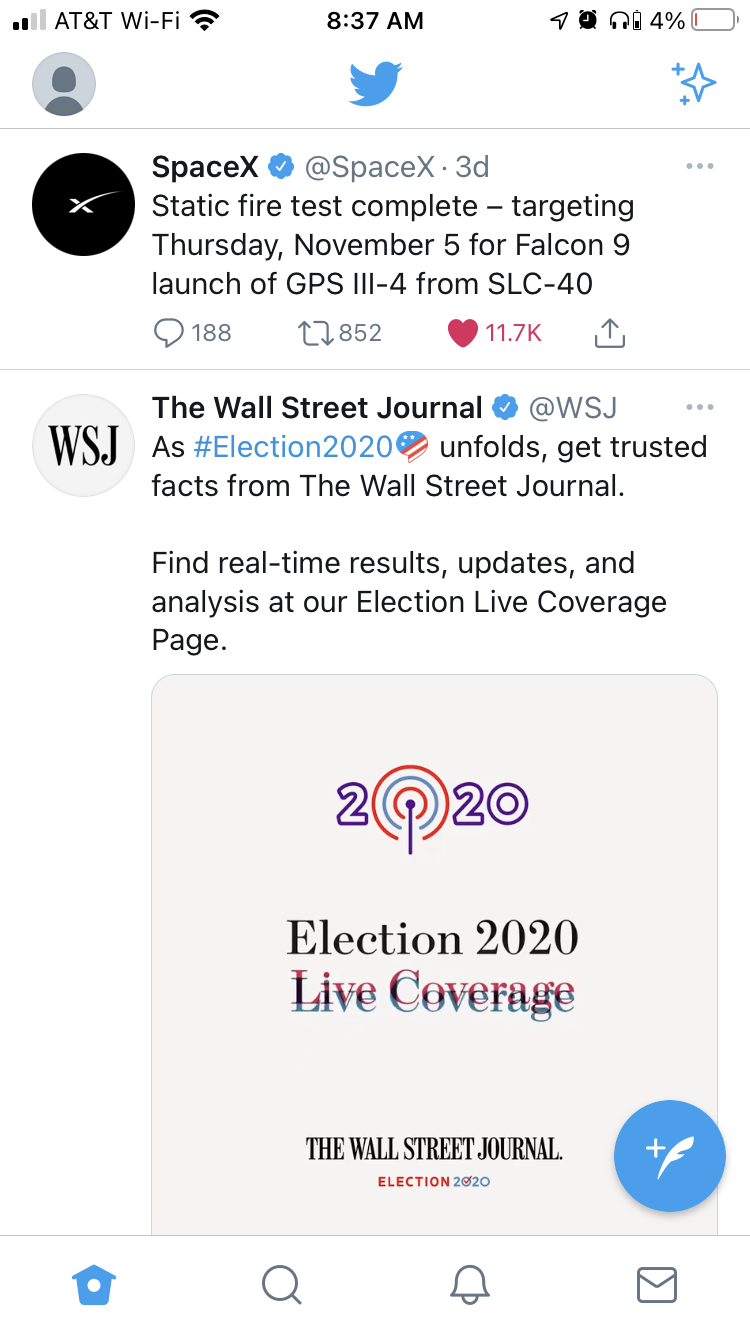 AT&T Wi-Fi 8:37 AM 4%
SpaceX @SpaceX · 3d
Static fire test complete – targeting
Thursday, November 5 for Falcon 9
launch of GPS III-4 from SLC-40
188 852 11.7K
WSJ
The Wall Street Journal @WSJ
As #Election2020 unfolds, get trusted
facts from The Wall Street Journal.
Find real-time results, updates, and
analysis at our Election Live Coverage
Page.
2020
Election 2020
Live Coverage
THE WALL STREET JOURNAL.
ELECTION 2020